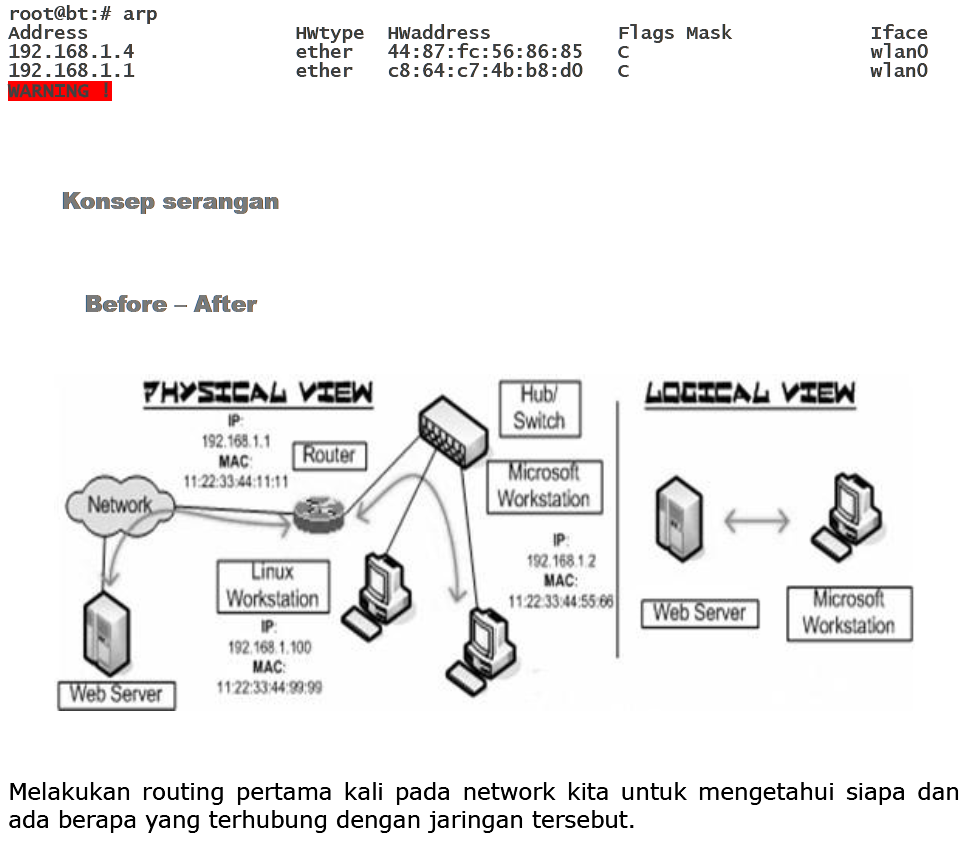 root@bt:# arp
Address HWtype HWaddress Flags Mask Iface
192.168.1.4 ether 44:87:fc:56:86:85 C wlan0
192.168.1.1 ether c8:64:c7:4b:b8:d0 C wlan0
WARNING !
Konsep serangan
Before – After
PHYSICAL VIEW
IP:
192.168.1.1
MAC:
11:22:33:44:11:11
Router
Hub/
Switch
Microsoft
Workstation
IP:
192.168.1.2
MAC:
11:22:33:44:55:66
Network
Linux
Workstation
IP:
192.168.1.100
MAC:
11:22:33:44:99:99
Web Server
LOGICAL VIEW
Web Server
Microsoft
Workstation
Melakukan routing pertama kali pada network kita untuk mengetahui siapa dan
ada berapa yang terhubung dengan jaringan tersebut.